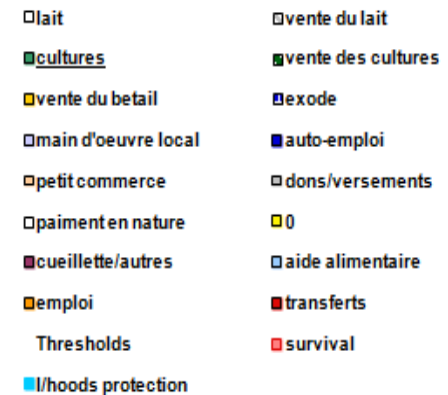 lait vente du lait
cultures vente des cultures
vente du betail exode
main d'oeuvre local auto-emploi
petit commerce dons/versements
paiment en nature 0
cueillette/autres aide alimentaire
emploi transferts
Thresholds survival
l/hoods protection